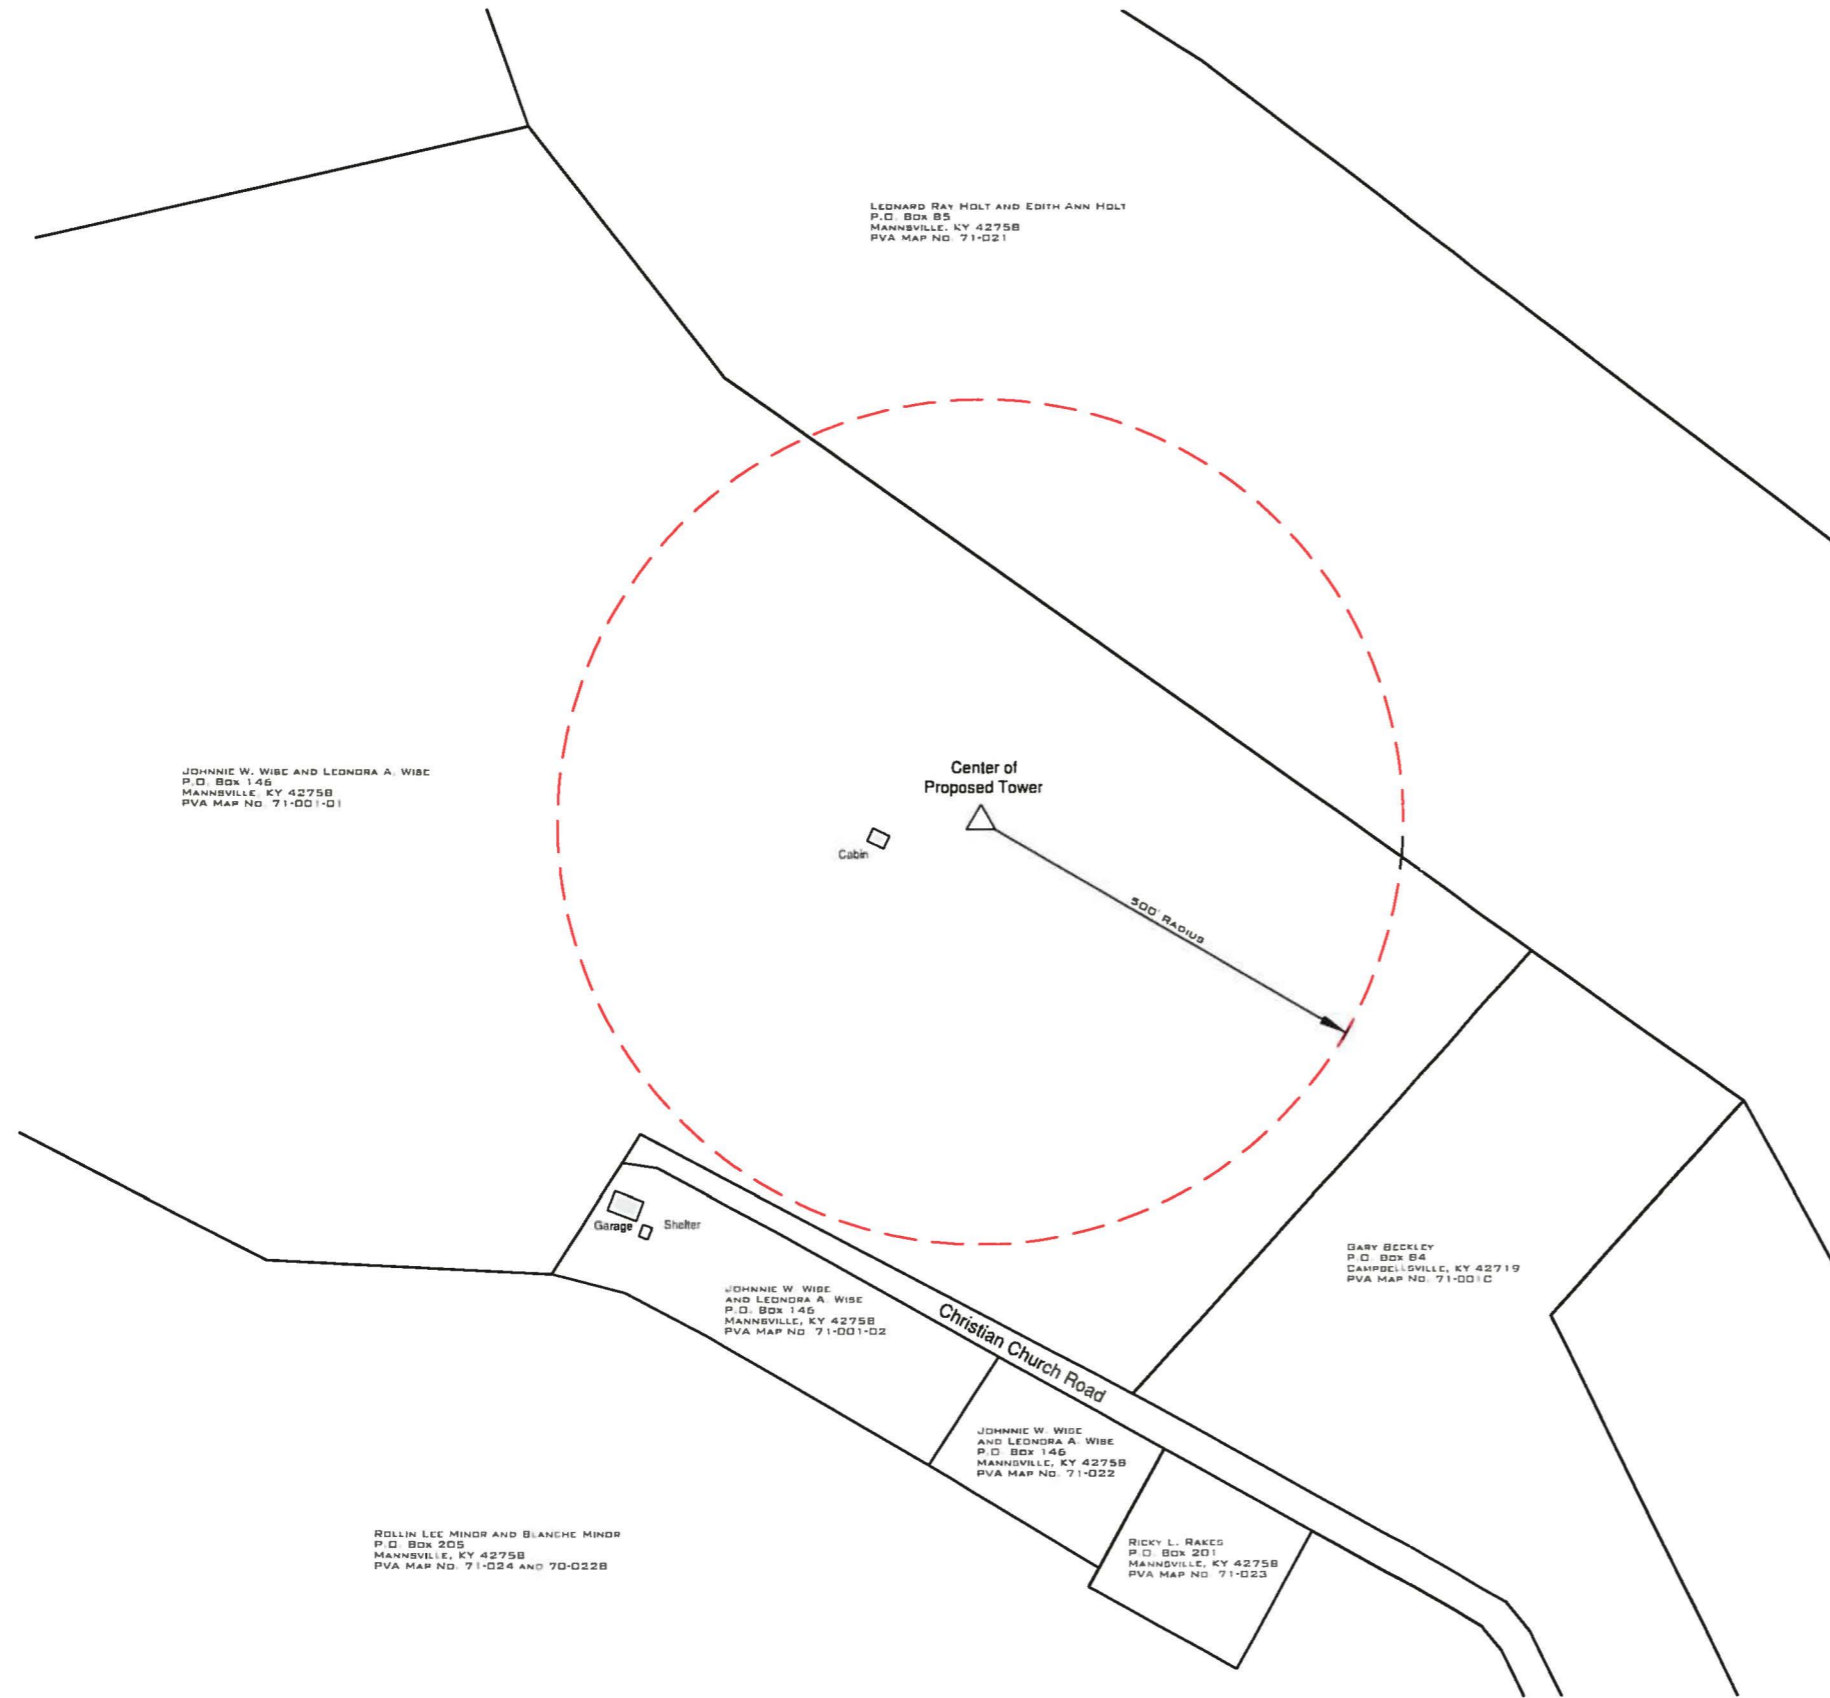 LEONARD RAY HOLT AND EDITH ANN HOLT
P.O. BOX 85
MANNSVILLE, KY 42758
PVA MAP NO. 71-021
JOHNNIE W. WISE AND LEONORA A. WISE
P.O. BOX 146
MANNSVILLE, KY 42758
PVA MAP NO. 71-001-01
Center of
Proposed Tower
Cabin
500' RADIUS
Garage
Shelter
JOHNNIE W. WISE
AND LEONORA A. WISE
P.O. BOX 146
MANNSVILLE, KY 42758
PVA MAP NO. 71-001-02
GARY BECKLEY
P.O. BOX 84
CAMPBELLSVILLE, KY 42719
PVA MAP NO. 71-001C
Christian Church Road
JOHNNIE W. WISE
AND LEONORA A. WISE
P.O. BOX 146
MANNSVILLE, KY 42758
PVA MAP NO. 71-022
ROLLIN LEE MINOR AND BLANCHE MINOR
P.O. BOX 205
MANNSVILLE, KY 42758
PVA MAP NO. 71-024 AND 70-022B
RICKY L. RAKES
P.O. BOX 201
MANNSVILLE, KY 42758
PVA MAP NO. 71-023